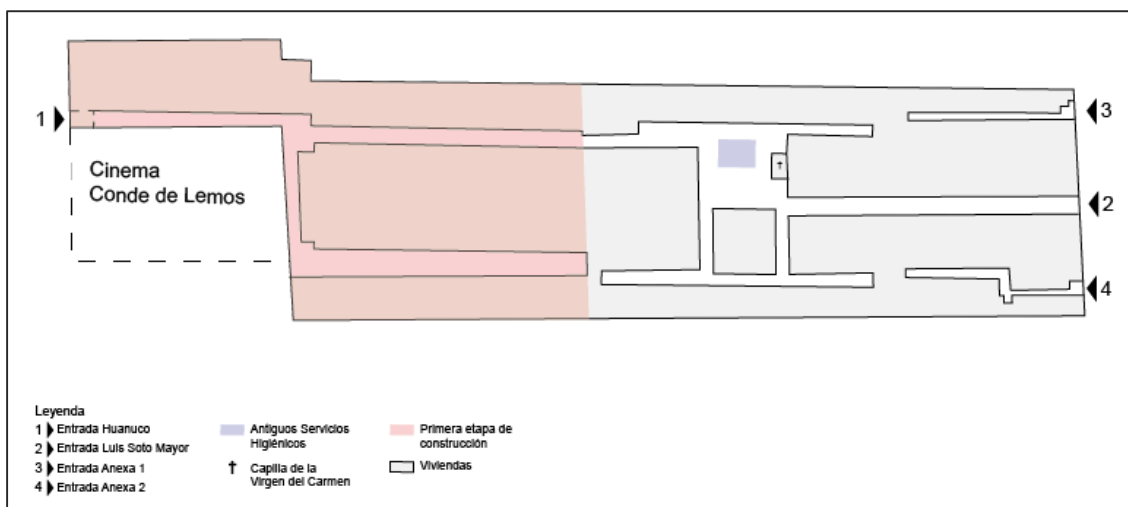 1
3
Cinema
Conde de Lemos
2
4
Leyenda
1 Entrada Huanuco
2 Entrada Luis Soto Mayor
3 Entrada Anexa 1
4 Entrada Anexa 2
Antiguos Servicios
Higiénicos
Capilla de la
Virgen del Carmen
Primera etapa de
construcción
Viviendas